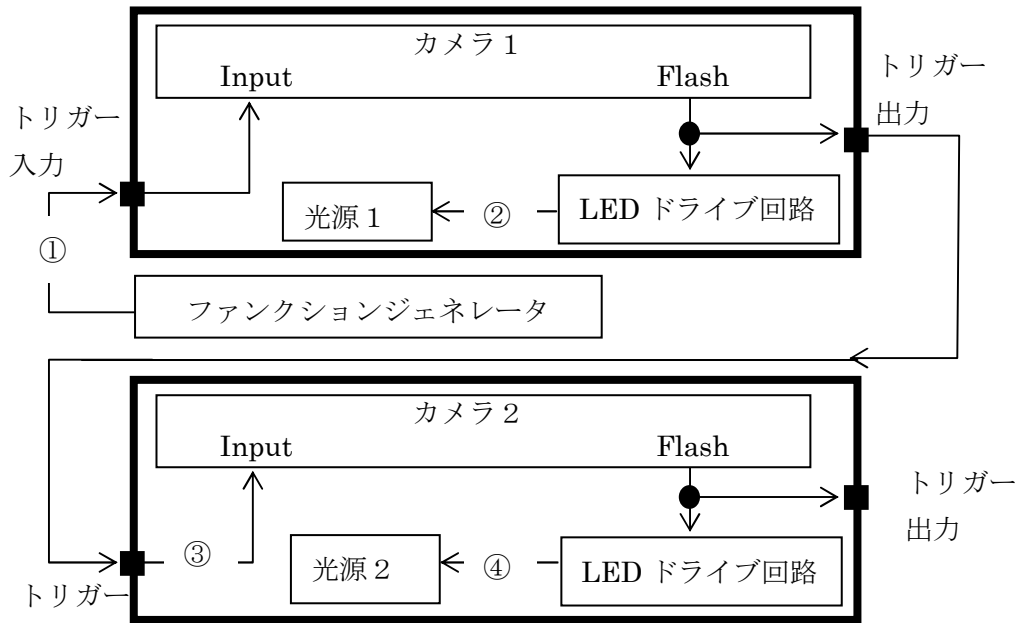 カメラ１
Input
Flash
トリガー
出力
トリガー
入力
光源１
②
LED ドライブ回路
①
ファンクションジェネレータ
カメラ２
Input
Flash
トリガー
出力
③
光源２
④
LED ドライブ回路
トリガー